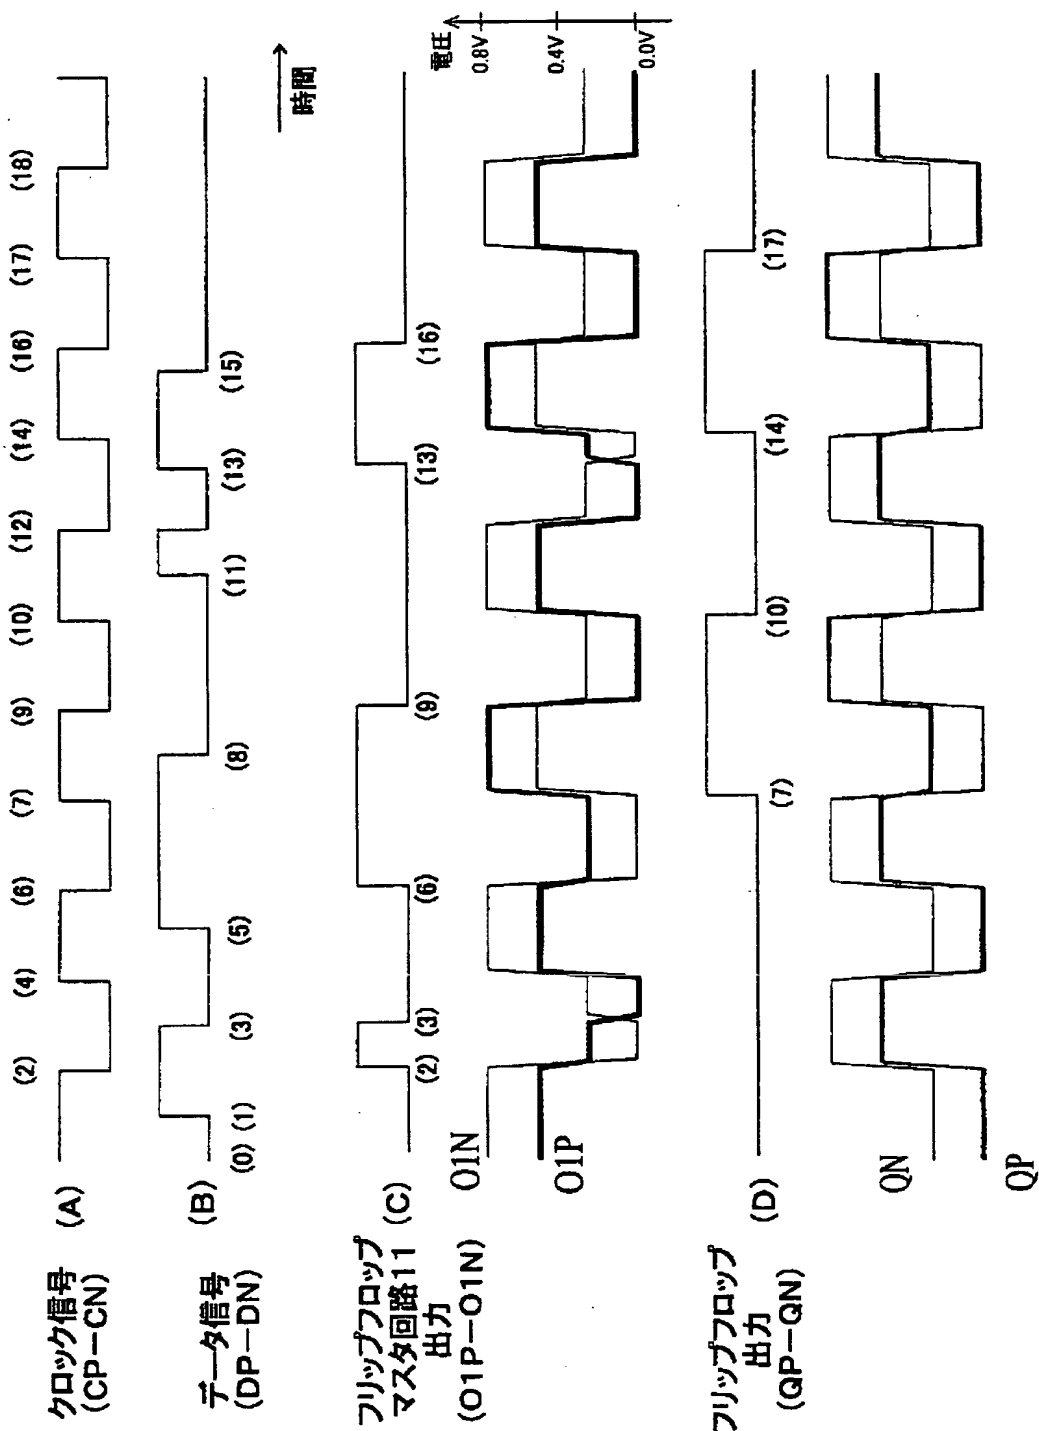 クロック信号
(CP−CN)
(A)
(2)
(4)
(6)
(7)
(9)
(10)
(12)
(14)
(16)
(17)
(18)
データ信号
(DP−DN)
(B)
(0)
(1)
(3)
(5)
(8)
(11)
(13)
(15)
時間
フリップフロップ
マスタ回路11
出力
(O1P−O1N)
(C)
(2)
(3)
(6)
(9)
(13)
(16)
O1N
O1P
電圧
0.8V
0.4V
0.0V
フリップフロップ
出力
(QP−QN)
(D)
(7)
(10)
(14)
(17)
QN
QP